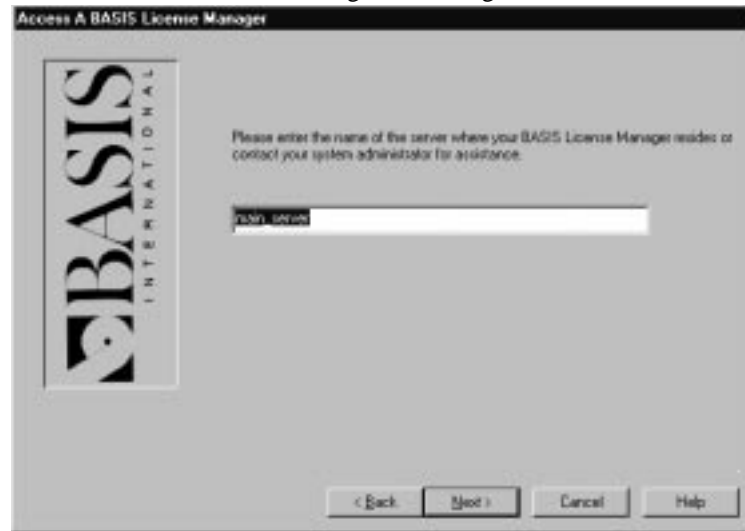 Access A BASIS License Manager
BASIS
INTERNATIONAL
Please enter the name of the server where your BASIS License Manager resides or
contact your system administrator for assistance.
main_server
< Back
Next >
Cancel
Help